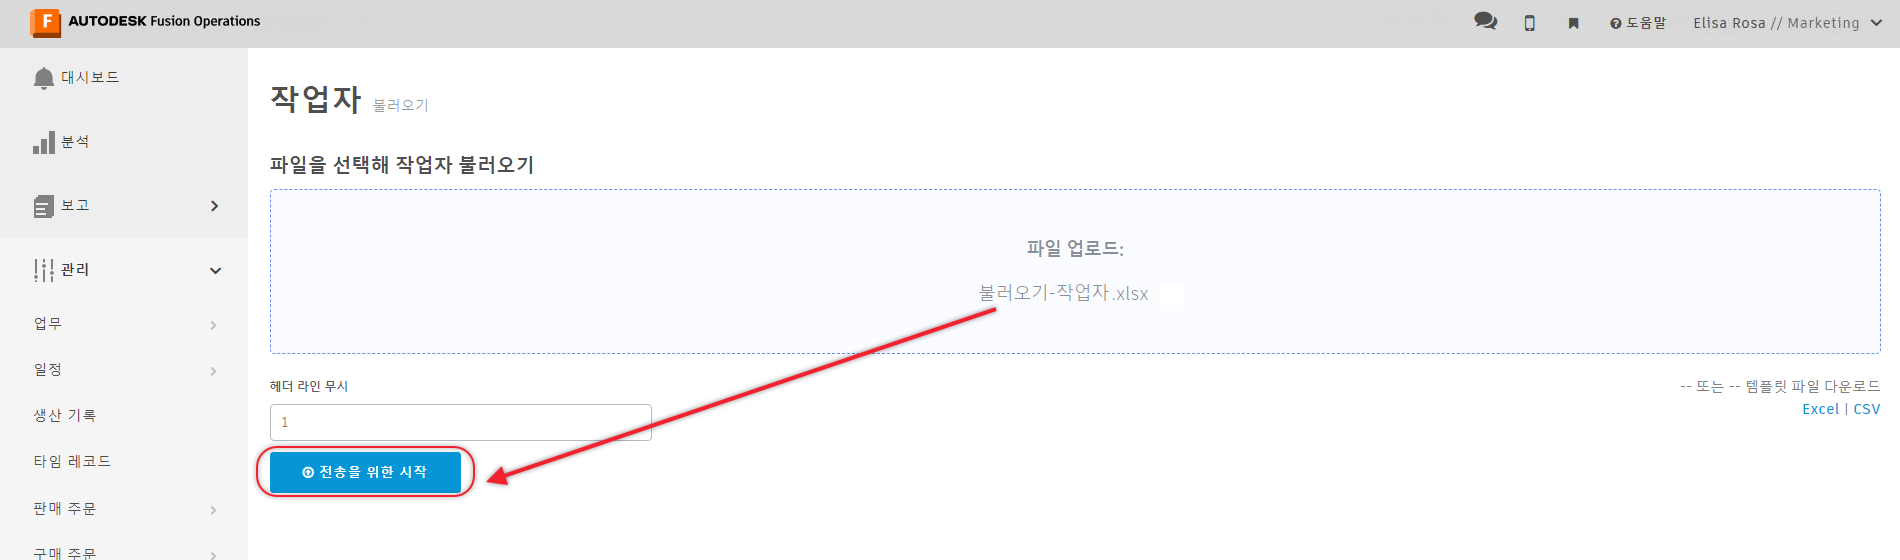 F AUTODESK Fusion Operations
도움말
Elisa Rosa // Marketing
대시보드
분석
보고
관리
업무
일정
생산 기록
타임 레코드
판매 주문
구매 주문
작업자 불러오기
파일을 선택해 작업자 불러오기
파일 업로드:
불러오기-작업자.xlsx
헤더 라인 무시
1
전송을 위한 시작
-- 또는 -- 템플릿 파일 다운로드
Excel | CSV